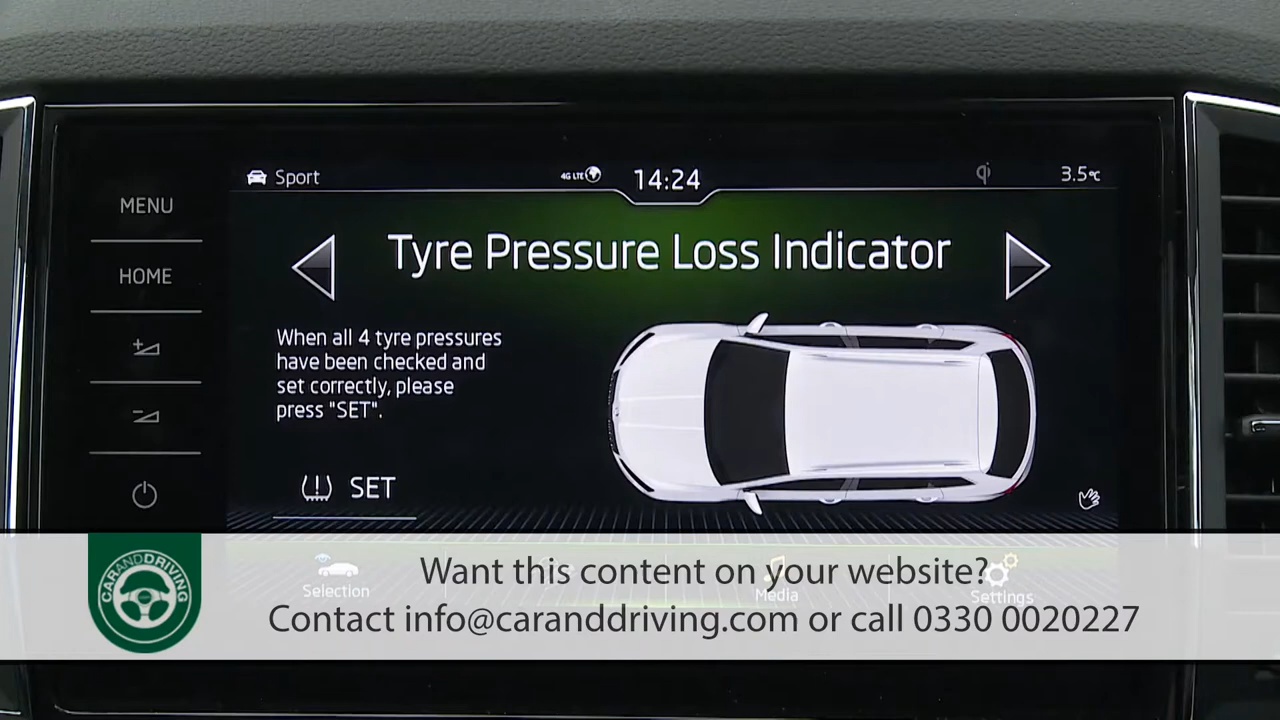 Sport
4G LTE
14:24
3.5°C
MENU
HOME
Tyre Pressure Loss Indicator
When all 4 tyre pressures
have been checked and
set correctly, please
press "SET".
SET
Selection
Media
Settings
CARANDDRIVING
Want this content on your website?
Contact info@caranddriving.com or call 0330 0020227